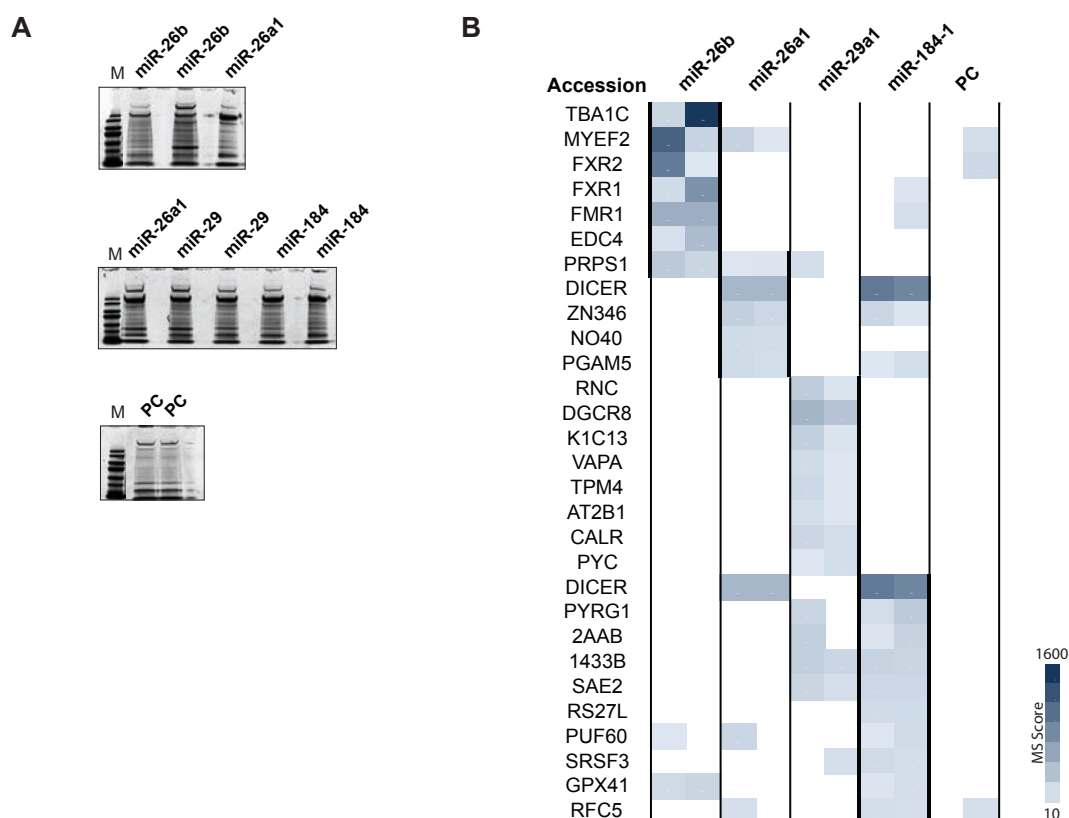 A
miR-26b miR-26b miR-26a1
M
miR-26a1 miR-29 miR-29 miR-184 miR-184
M
PC PC
M
B
miR-26b miR-26a1 miR-29a1 miR-184-1 PC
Accession
TBA1C
MYEF2
FXR2
FXR1
FMR1
EDC4
PRPS1
DICER
ZN346
NO40
PGAM5
RNC
DGCR8
K1C13
VAPA
TPM4
AT2B1
CALR
PYC
DICER
PYRG1
2AAB
1433B
SAE2
RS27L
PUF60
SRSF3
GPX41
RFC5
1600
MS Score
10